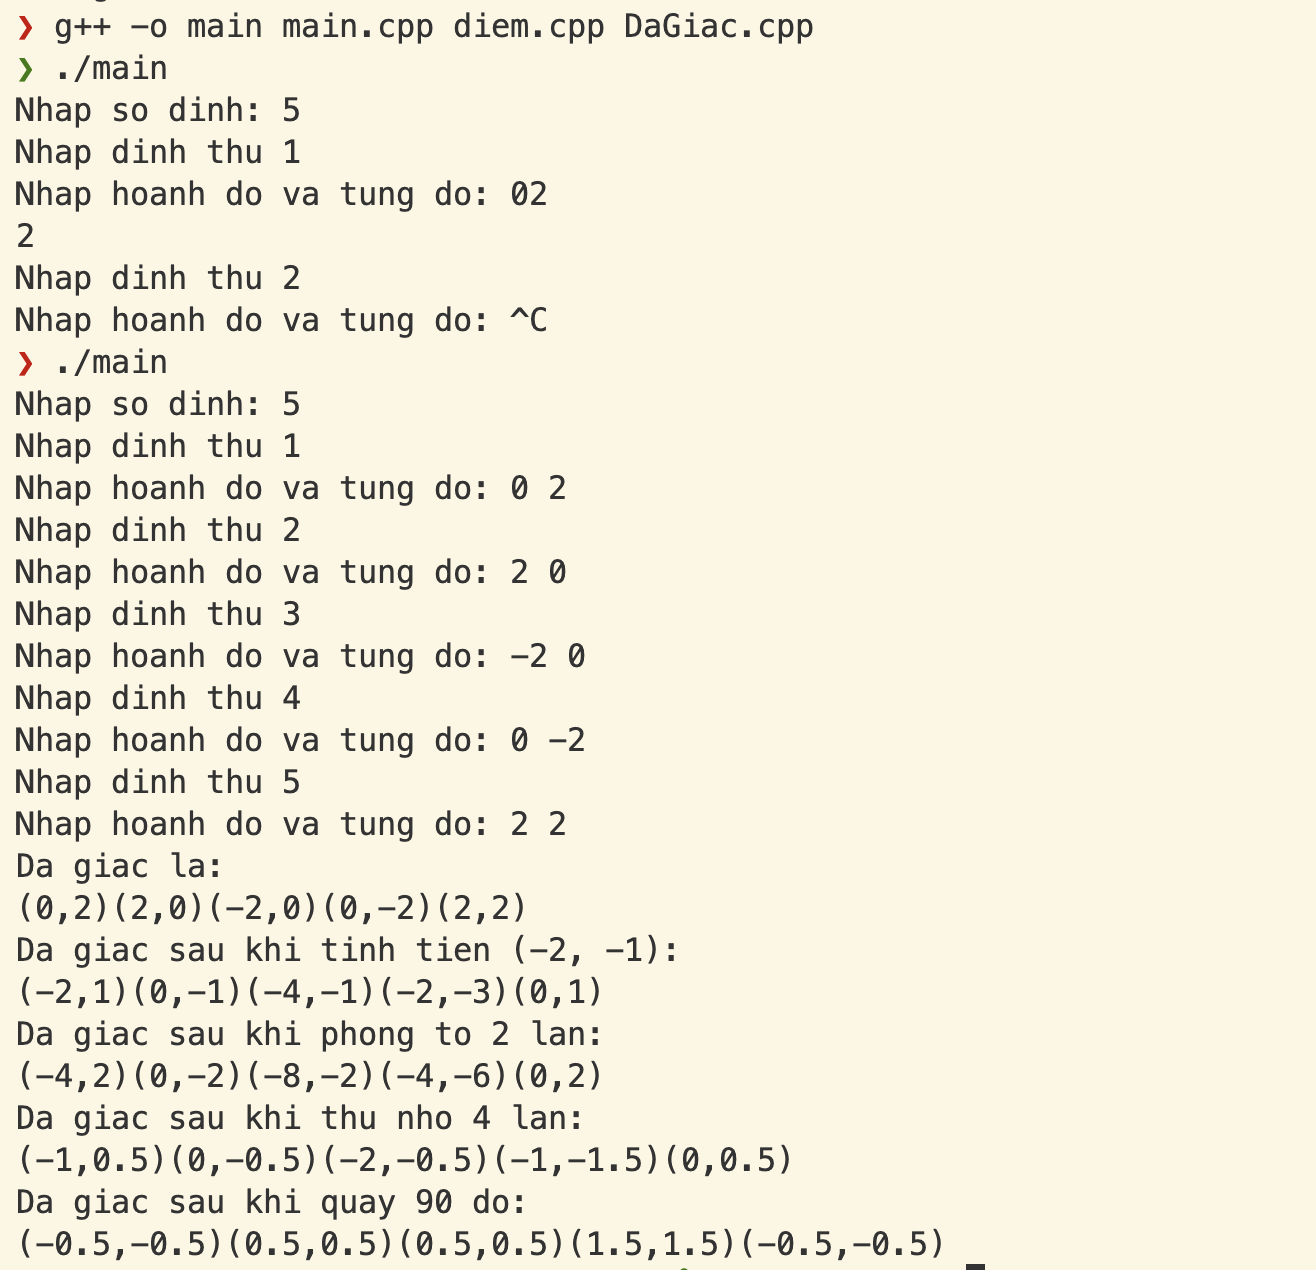 ❯ g++ -o main main.cpp diem.cpp DaGiac.cpp
❯ ./main
Nhap so dinh: 5
Nhap dinh thu 1
Nhap hoanh do va tung do: 02
2
Nhap dinh thu 2
Nhap hoanh do va tung do: ^C
❯ ./main
Nhap so dinh: 5
Nhap dinh thu 1
Nhap hoanh do va tung do: 0 2
Nhap dinh thu 2
Nhap hoanh do va tung do: 2 0
Nhap dinh thu 3
Nhap hoanh do va tung do: -2 0
Nhap dinh thu 4
Nhap hoanh do va tung do: 0 -2
Nhap dinh thu 5
Nhap hoanh do va tung do: 2 2
Da giac la:
(0,2)(2,0)(-2,0)(0,-2)(2,2)
Da giac sau khi tinh tien (-2, -1):
(-2,1)(0,-1)(-4,-1)(-2,-3)(0,1)
Da giac sau khi phong to 2 lan:
(-4,2)(0,-2)(-8,-2)(-4,-6)(0,2)
Da giac sau khi thu nho 4 lan:
(-1,0.5)(0,-0.5)(-2,-0.5)(-1,-1.5)(0,0.5)
Da giac sau khi quay 90 do:
(-0.5,-0.5)(0.5,0.5)(0.5,0.5)(1.5,1.5)(-0.5,-0.5)